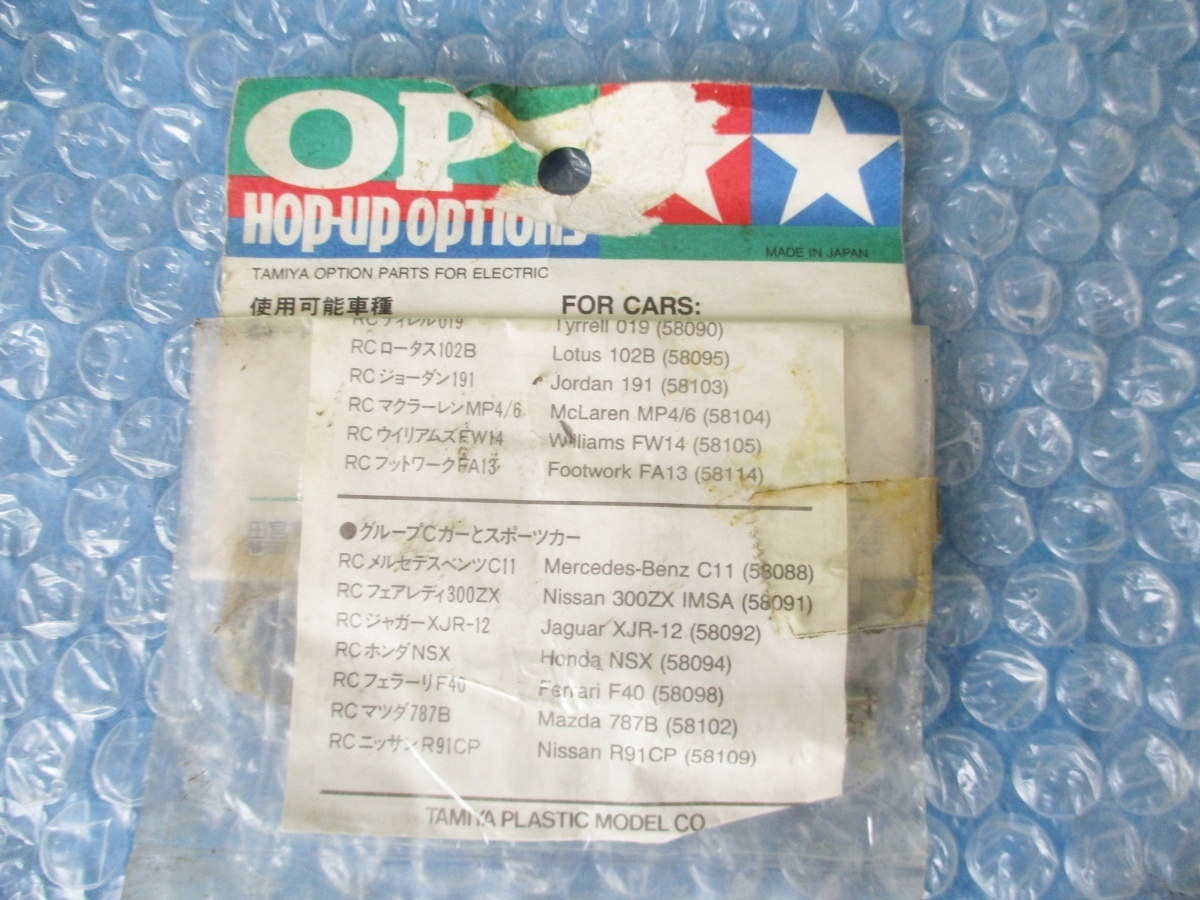 OP
HOP-UP OPTIONS
MADE IN JAPAN
TAMIYA OPTION PARTS FOR ELECTRIC
使用可能車種 FOR CARS:
RC ティレル019 Tyrrell 019 (58090)
RC ロータス102B Lotus 102B (58095)
RC ジョーダン191 Jordan 191 (58103)
RC マクラーレンMP4/6 McLaren MP4/6 (58104)
RC ウイリアムズFW14 Williams FW14 (58105)
RC フットワークFA13 Footwork FA13 (58114)
●グループCカーとスポーツカー
RC メルセデスベンツC11 Mercedes-Benz C11 (58088)
RC フェアレディ300ZX Nissan 300ZX IMSA (58091)
RC ジャガーXJR-12 Jaguar XJR-12 (58092)
RC ホンダNSX Honda NSX (58094)
RC フェラーリF40 Ferrari F40 (58098)
RC マツダ787B Mazda 787B (58102)
RC ニッサンR91CP Nissan R91CP (58109)
TAMIYA PLASTIC MODEL CO